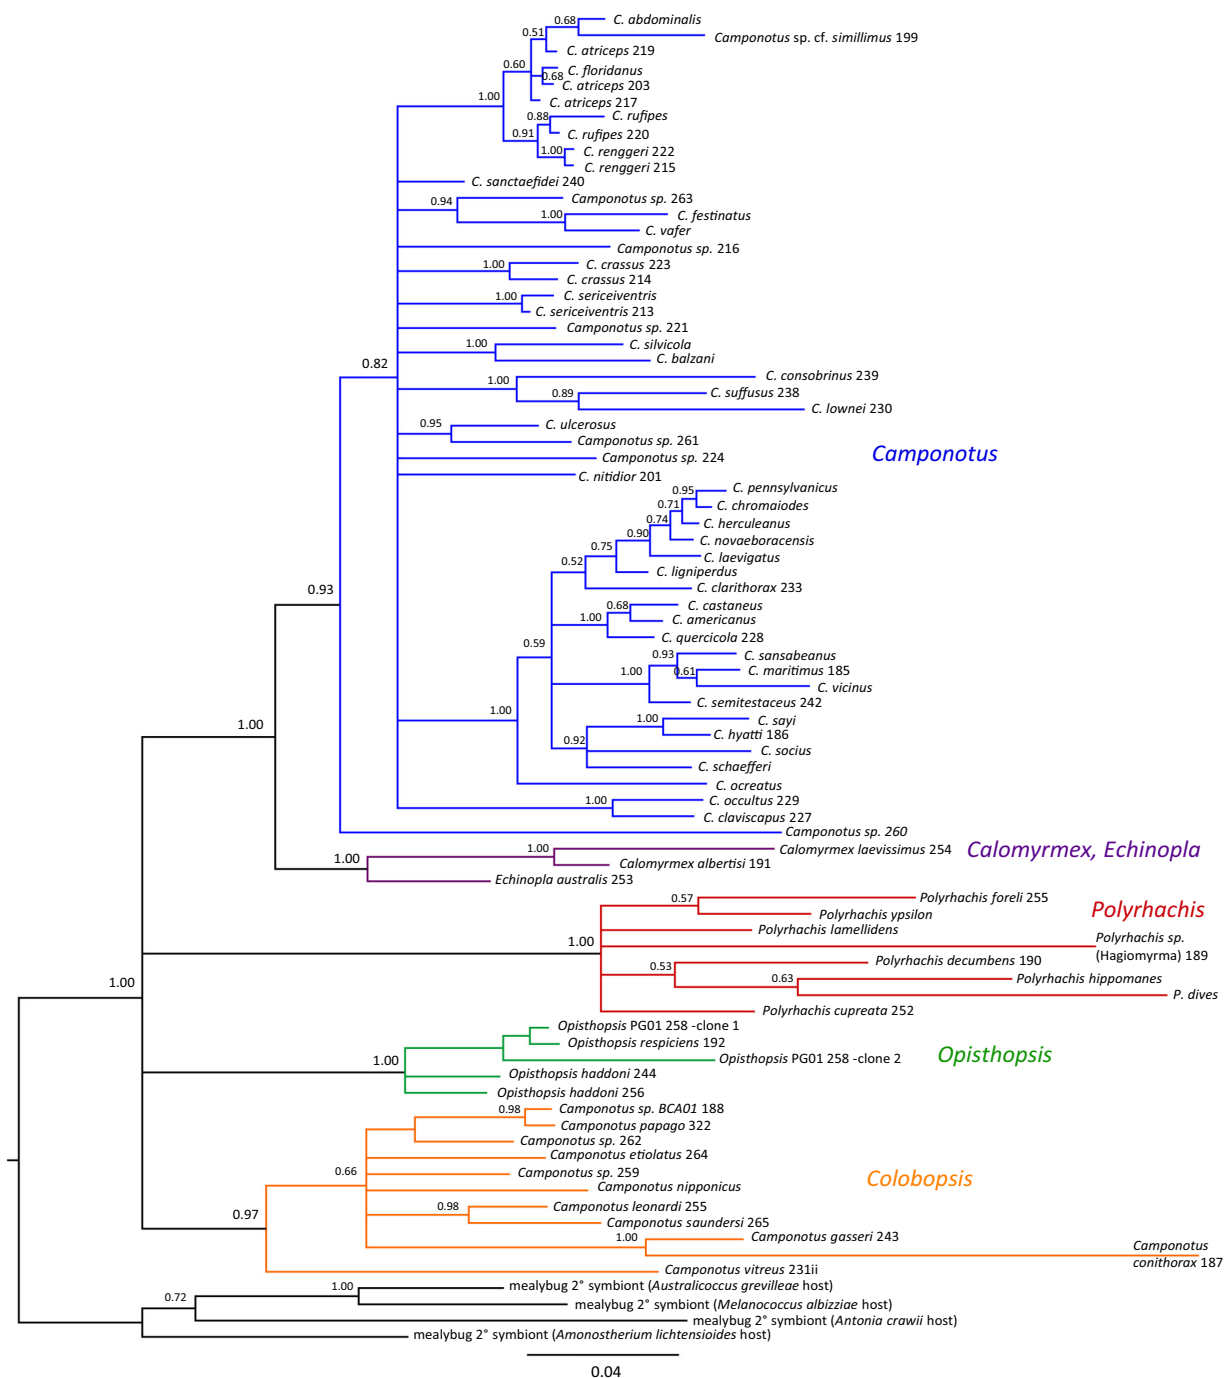 0.68
C. abdominalis
Camponotus sp. cf. simillimus 199
0.51
C. atriceps 219
0.60
C. floridanus
0.68
C. atriceps 203
C. atriceps 217
1.00
0.88
C. rufipes
0.91
C. rufipes 220
1.00
C. renggeri 222
C. renggeri 215
C. sanctaefidei 240
0.94
Camponotus sp. 263
1.00
C. festinatus
C. vafer
Camponotus sp. 216
1.00
C. crassus 223
C. crassus 214
1.00
C. sericeiventris
C. sericeiventris 213
Camponotus sp. 221
1.00
C. silvicola
C. balzani
0.82
1.00
C. consobrinus 239
0.89
C. suffusus 238
C. lownei 230
0.95
C. ulcerosus
Camponotus sp. 261
Camponotus
Camponotus sp. 224
C. nitidior 201
0.95
C. pennsylvanicus
0.71
C. chromaiodes
0.74
C. herculeanus
0.90
C. novaeboracensis
0.75
C. laevigatus
0.52
C. ligniperdus
C. clarithorax 233
0.93
0.68
C. castaneus
1.00
C. americanus
C. quercicola 228
0.59
0.93
C. sansabeanus
1.00
0.61
C. maritimus 185
C. vicinus
C. semitestaceus 242
1.00
1.00
C. sayi
C. hyatti 186
0.92
C. socius
C. schaefferi
C. ocreatus
1.00
C. occultus 229
C. claviscapus 227
1.00
Camponotus sp. 260
1.00
1.00
Calomyrmex laevissimus 254
Calomyrmex, Echinopla
Calomyrmex albertisi 191
Echinopla australis 253
0.57
Polyrhachis foreli 255
Polyrhachis
Polyrhachis ypsilon
Polyrhachis lamellidens
1.00
Polyrhachis sp.
(Hagiomyrma) 189
0.53
Polyrhachis decumbens 190
0.63
Polyrhachis hippomanes
P. dives
1.00
Polyrhachis cupreata 252
Opisthopsis PG01 258 -clone 1
Opisthopsis respiciens 192
1.00
Opisthopsis PG01 258 -clone 2
Opisthopsis
Opisthopsis haddoni 244
Opisthopsis haddoni 256
0.98
Camponotus sp. BCA01 188
Camponotus papago 322
Camponotus sp. 262
Camponotus etiolatus 264
0.66
Camponotus sp. 259
Colobopsis
Camponotus nipponicus
0.98
Camponotus leonardi 255
0.97
Camponotus saundersi 265
1.00
Camponotus gasseri 243
Camponotus
conithorax 187
Camponotus vitreus 231ii
1.00
mealybug 2° symbiont (Australicoccus grevilleae host)
0.72
mealybug 2° symbiont (Melanococcus albizziae host)
mealybug 2° symbiont (Antonia crawii host)
mealybug 2° symbiont (Amonostherium lichtensioides host)
0.04